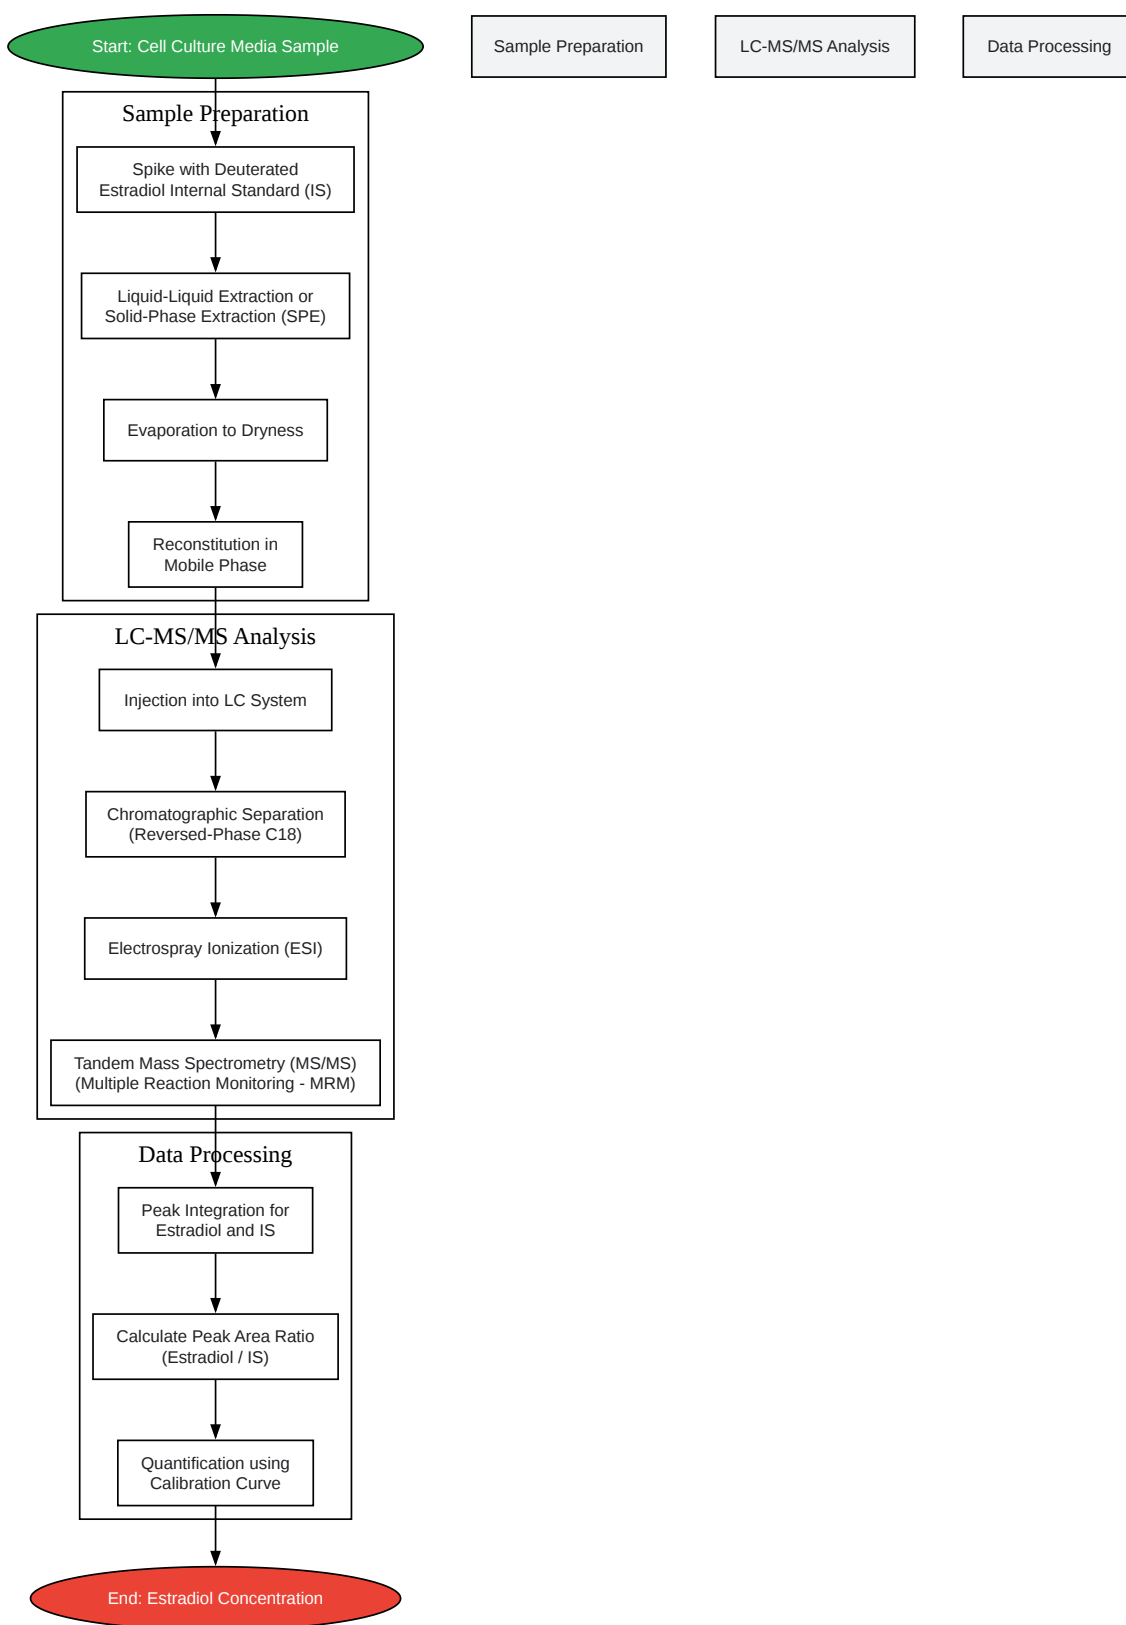 Start: Cell Culture Media Sample
Sample Preparation
LC-MS/MS Analysis
Data Processing
Sample Preparation
Spike with Deuterated
Estradiol Internal Standard (IS)
Liquid-Liquid Extraction or
Solid-Phase Extraction (SPE)
Evaporation to Dryness
Reconstitution in
Mobile Phase
LC-MS/MS Analysis
Injection into LC System
Chromatographic Separation
(Reversed-Phase C18)
Electrospray Ionization (ESI)
Tandem Mass Spectrometry (MS/MS)
(Multiple Reaction Monitoring - MRM)
Data Processing
Peak Integration for
Estradiol and IS
Calculate Peak Area Ratio
(Estradiol / IS)
Quantification using
Calibration Curve
End: Estradiol Concentration